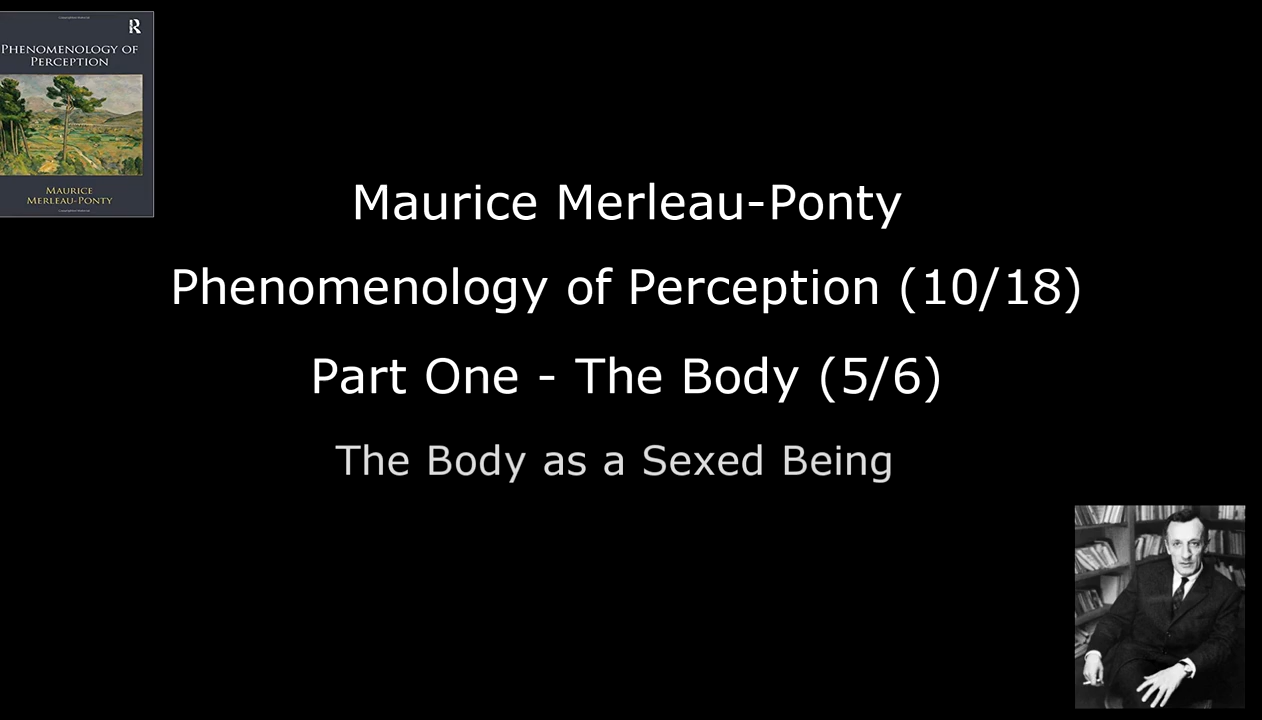 R
PHENOMENOLOGY OF
PERCEPTION
MAURICE
MERLEAU-PONTY
Maurice Merleau-Ponty
Phenomenology of Perception (10/18)
Part One - The Body (5/6)
The Body as a Sexed Being